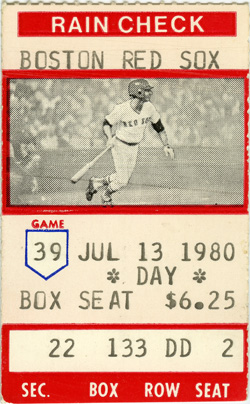 RAIN CHECK
BOSTON RED SOX
RED SOX
GAME
39 JUL 13 1980
* DAY *
BOX SEAT $6.25
22 133 DD 2
SEC. BOX ROW SEAT